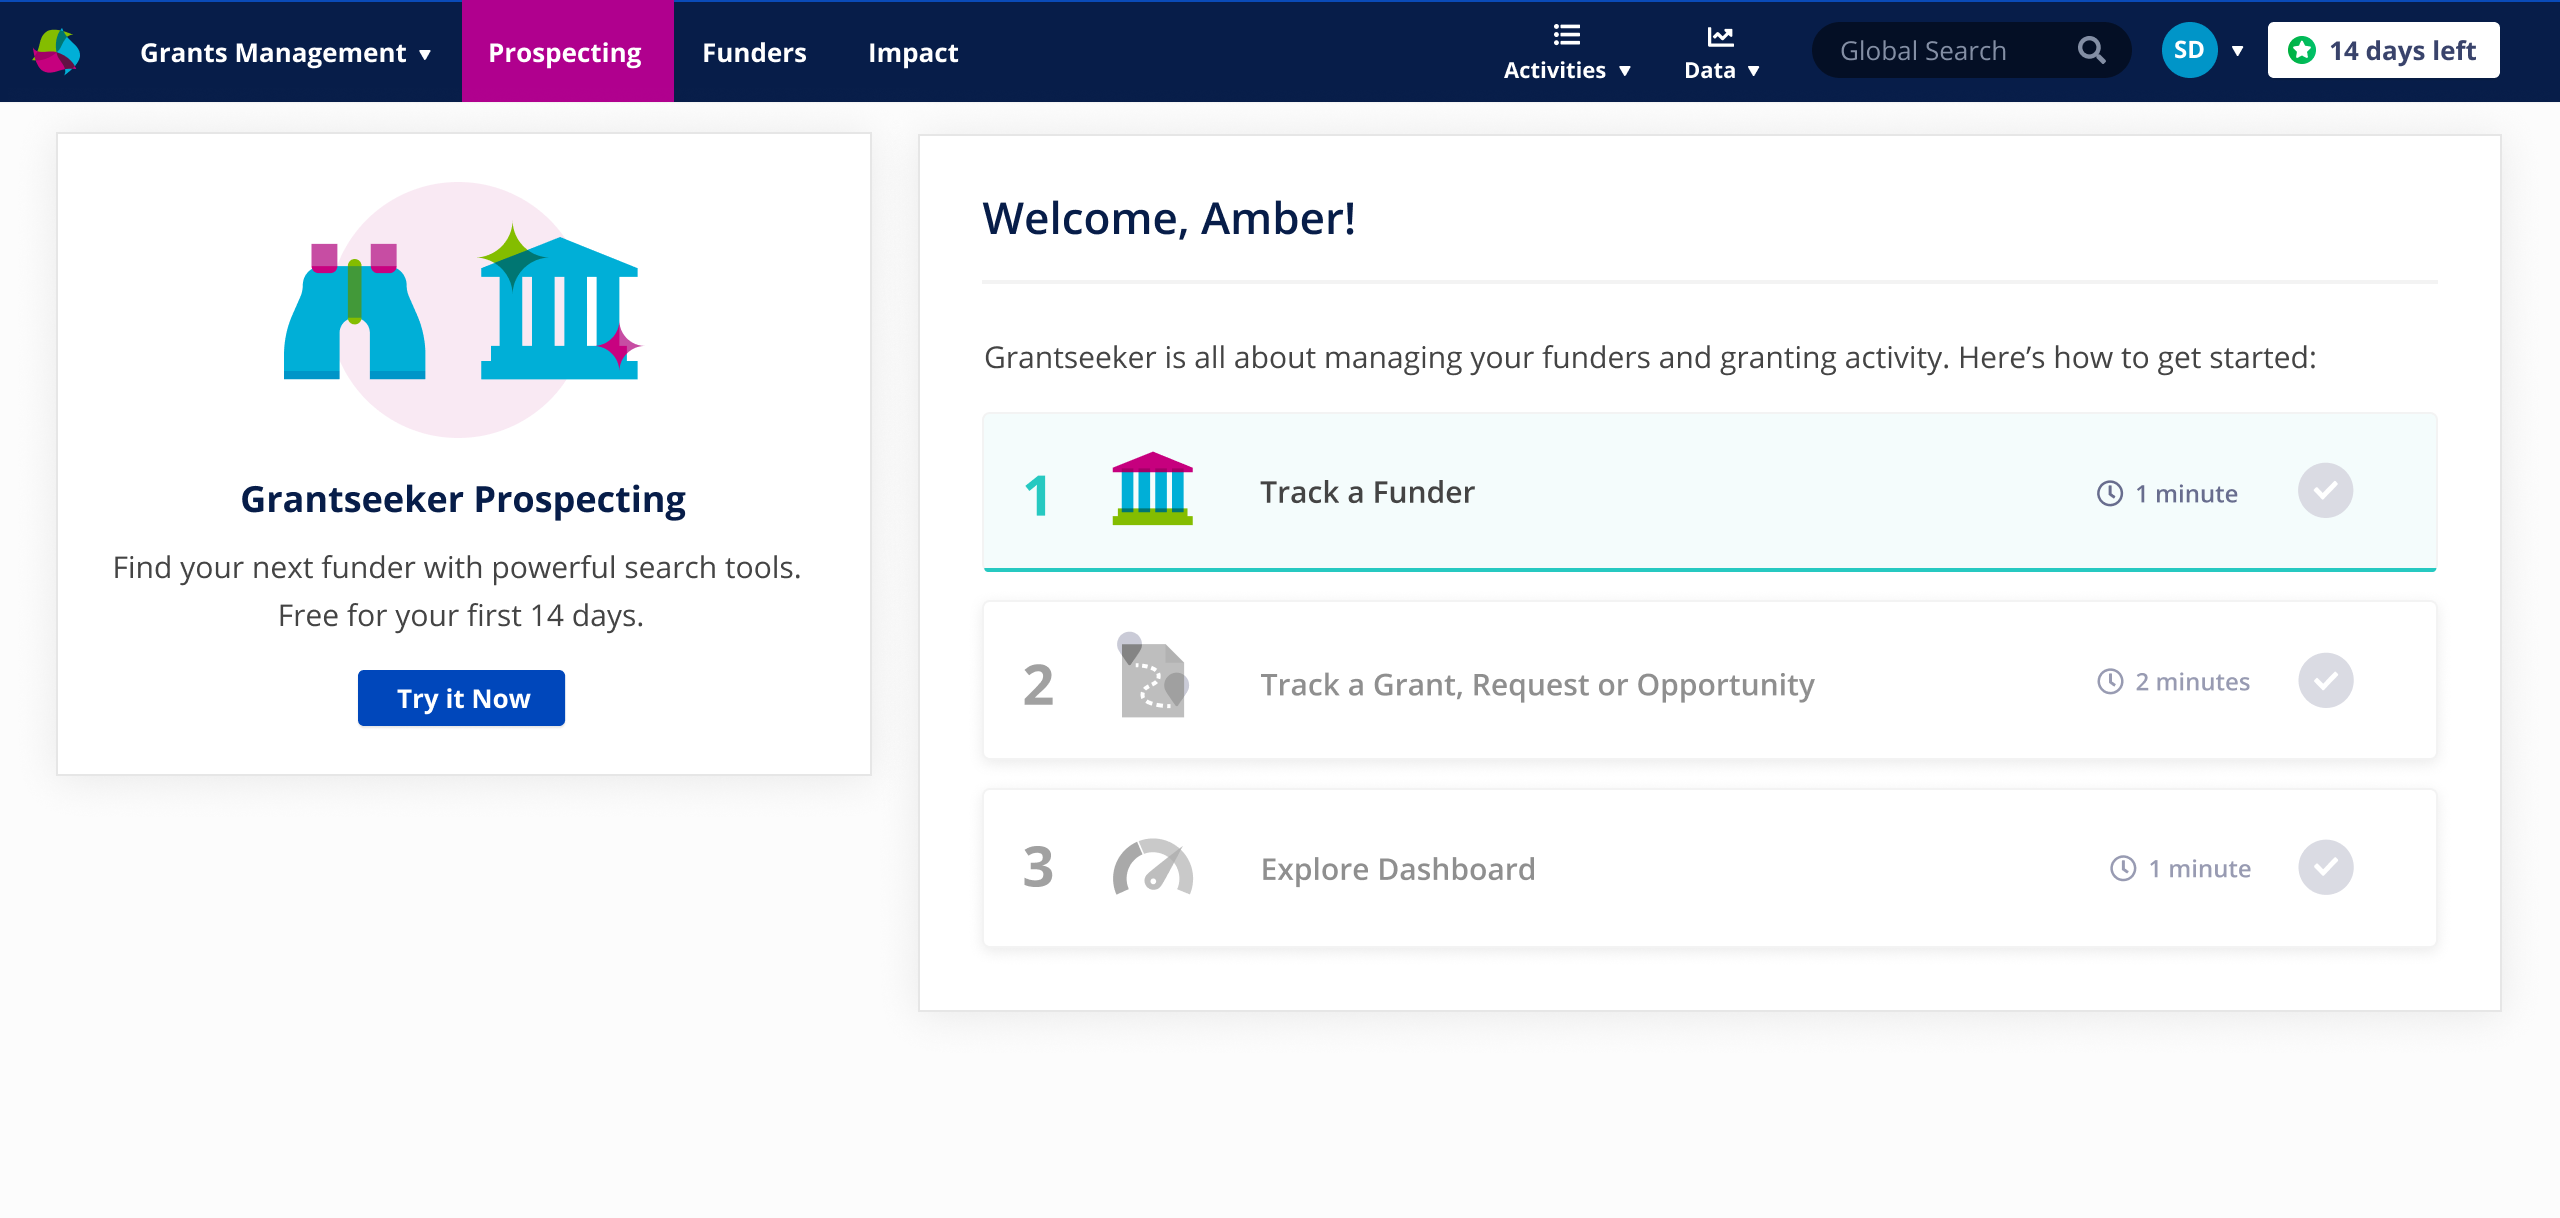 Grants Management
Prospecting
Funders
Impact
Activities
Data
Global Search
SD
14 days left
Grantseeker Prospecting
Find your next funder with powerful search tools.
Free for your first 14 days.
Try it Now
Welcome, Amber!
Grantseeker is all about managing your funders and granting activity. Here’s how to get started:
1 Track a Funder 1 minute
2 Track a Grant, Request or Opportunity 2 minutes
3 Explore Dashboard 1 minute